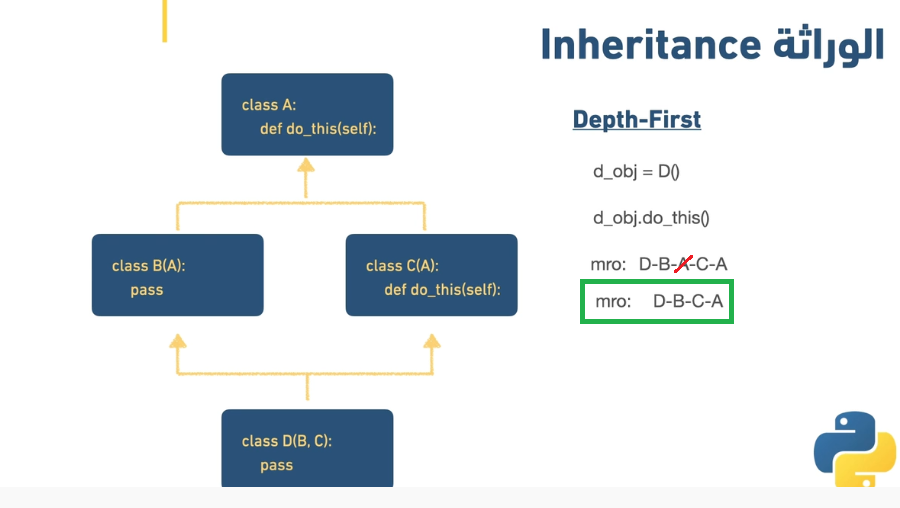 Inheritance الوراثة
class A:
def do_this(self):
class B(A):
pass
class C(A):
def do_this(self):
class D(B, C):
pass
Depth-First
d_obj = D()
d_obj.do_this()
mro: D-B-A-C-A
mro: D-B-C-A